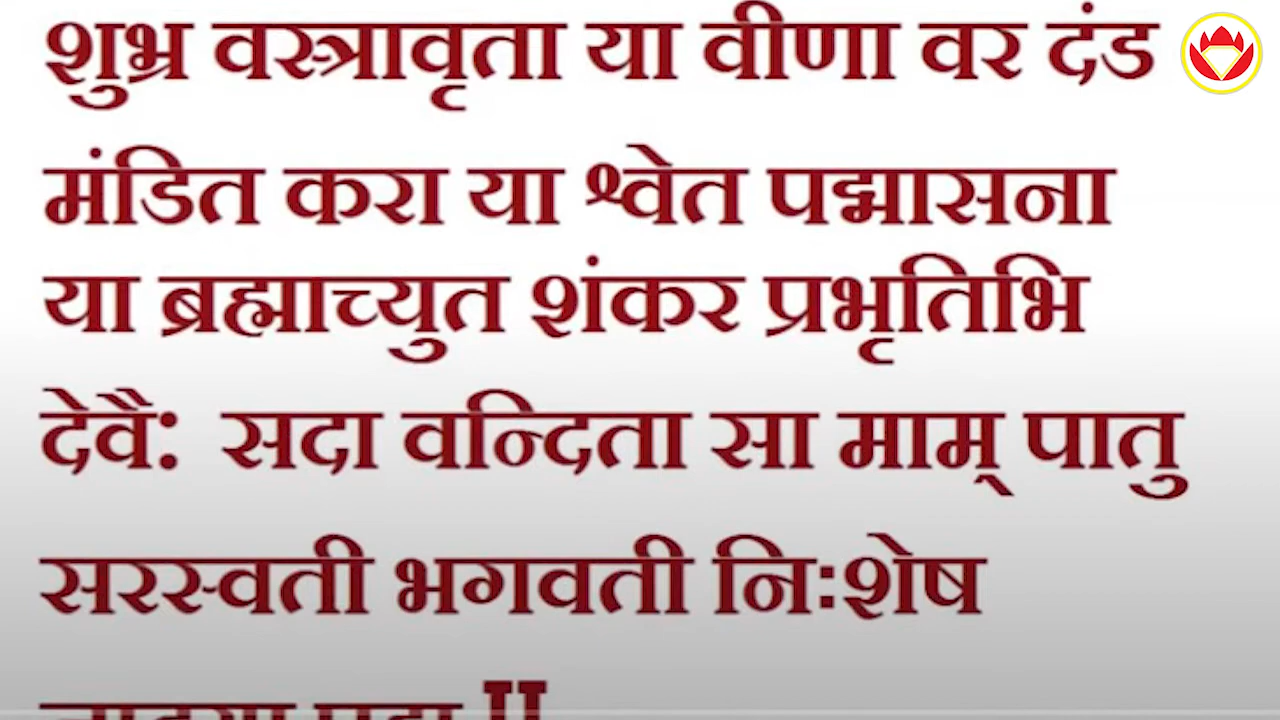 शुभ्र वस्त्रावृता या वीणा वर दंड
मंडित करा या श्वेत पद्मासना
या ब्रह्माच्युत शंकर प्रभृतिभि
देवै: सदा वन्दिता सा माम् पातु
सरस्वती भगवती निःशेष